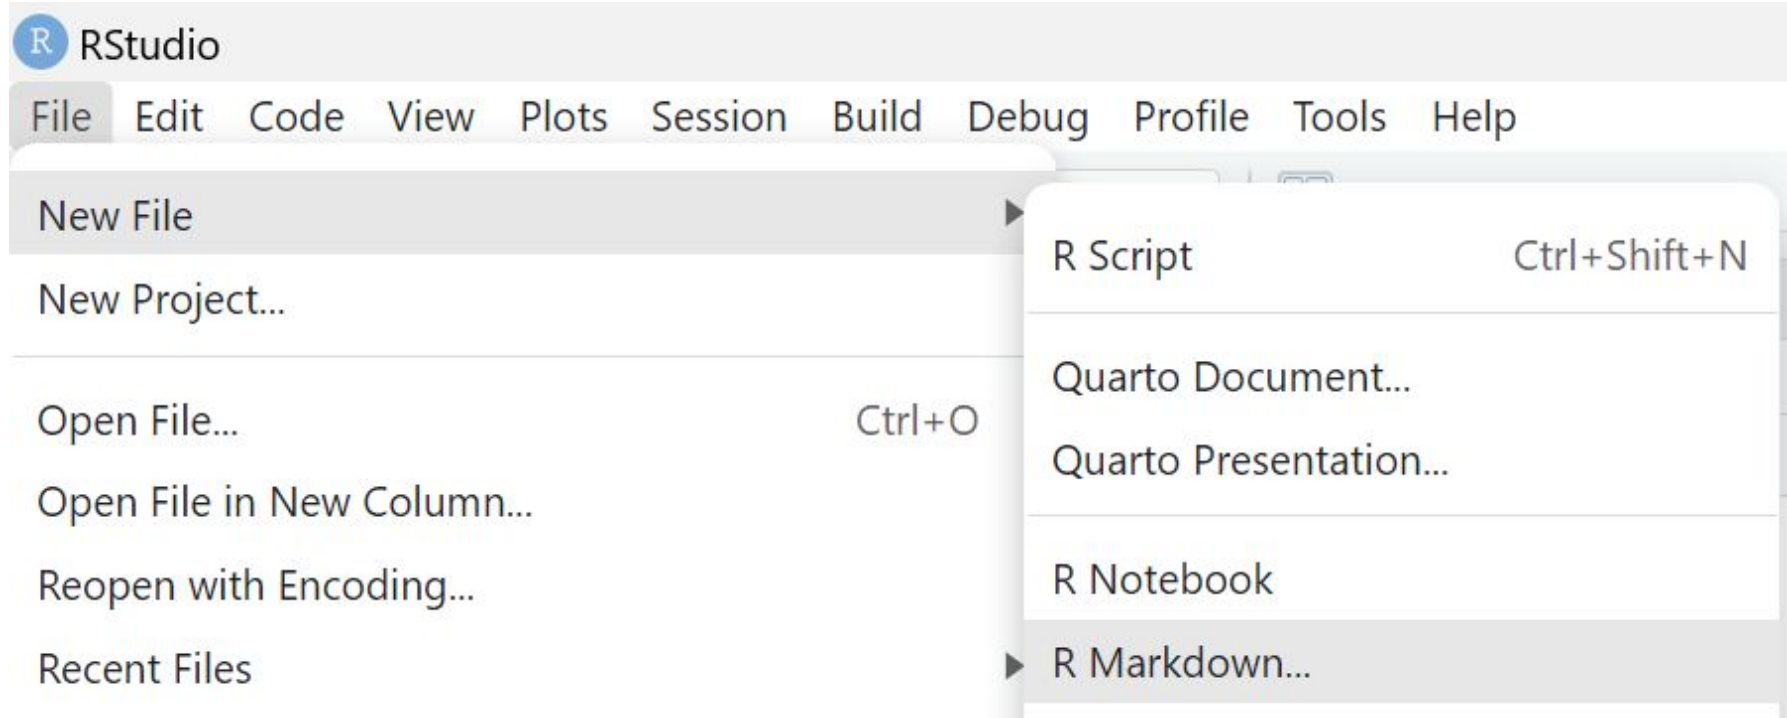 R RStudio
File Edit Code View Plots Session Build Debug Profile Tools Help
New File
New Project...
Open File... Ctrl+O
Open File in New Column...
Reopen with Encoding...
Recent Files
R Script Ctrl+Shift+N
Quarto Document...
Quarto Presentation...
R Notebook
R Markdown...